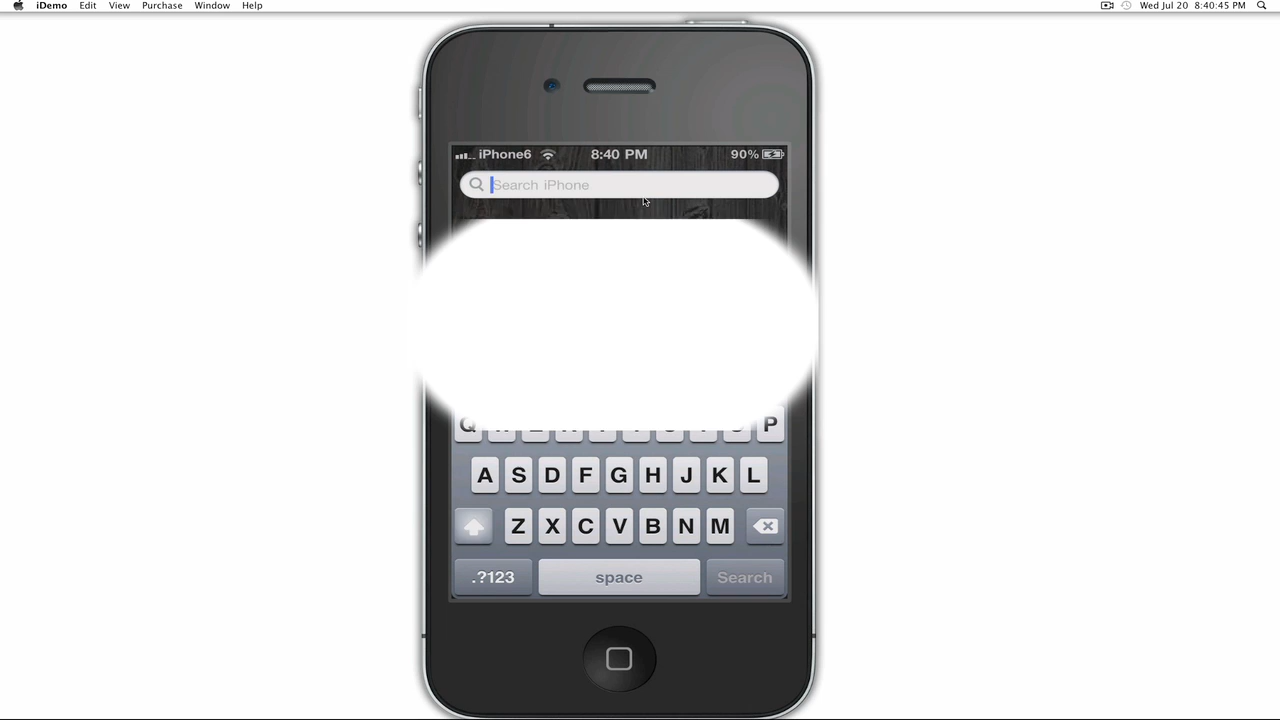 iDemo Edit View Purchase Window Help Wed Jul 20 8:40:45 PM
iPhone6 8:40 PM 90%
Search iPhone
P
A S D F G H J K L
Z X C V B N M
.?123 space Search